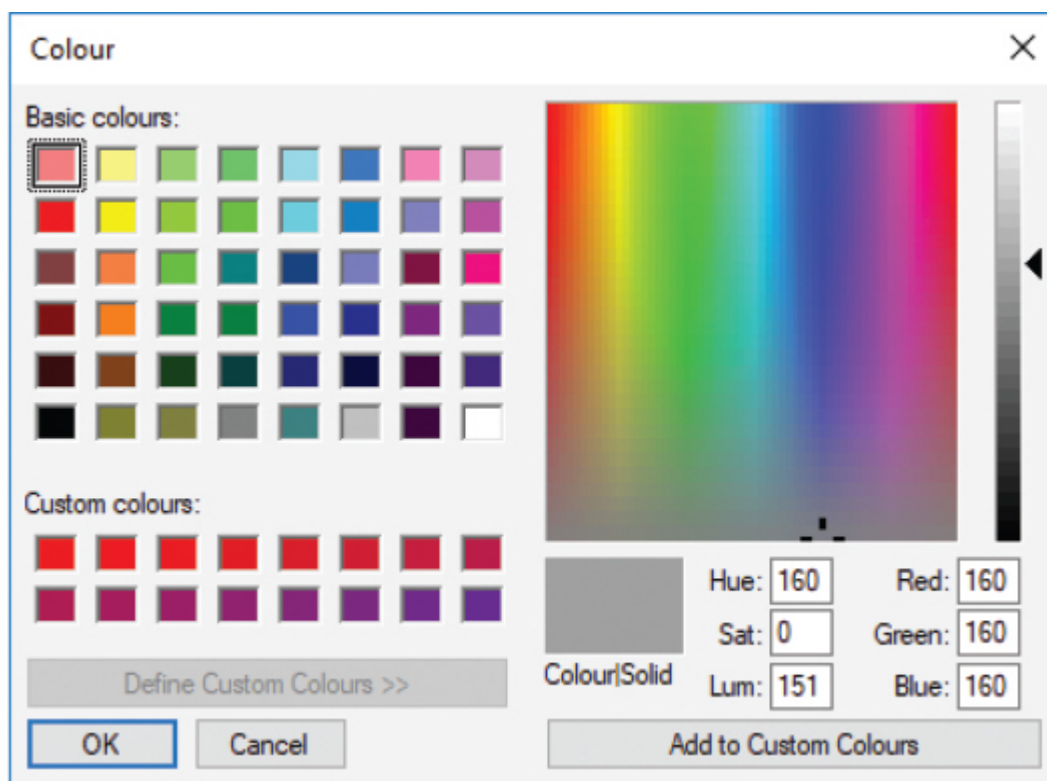 Colour
Basic colours:
Custom colours:
Define Custom Colours >>
OK
Cancel
Colour|Solid
Hue: 160
Sat: 0
Lum: 151
Red: 160
Green: 160
Blue: 160
Add to Custom Colours